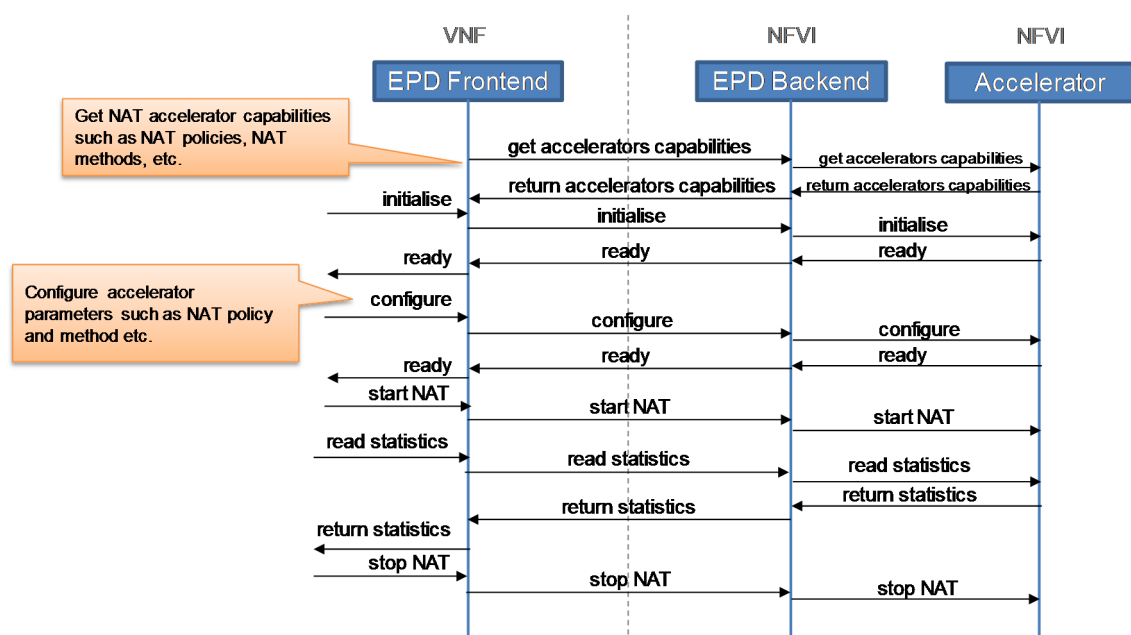 VNF
NFVI
NFVI
EPD Frontend
EPD Backend
Accelerator
Get NAT accelerator capabilities
such as NAT policies, NAT
methods, etc.
get accelerators capabilities
get accelerators capabilities
return accelerators capabilities
return accelerators capabilities
initialise
initialise
initialise
ready
ready
ready
Configure accelerator
parameters such as NAT policy
and method etc.
configure
configure
configure
ready
ready
ready
start NAT
start NAT
start NAT
read statistics
read statistics
read statistics
return statistics
return statistics
return statistics
stop NAT
stop NAT
stop NAT